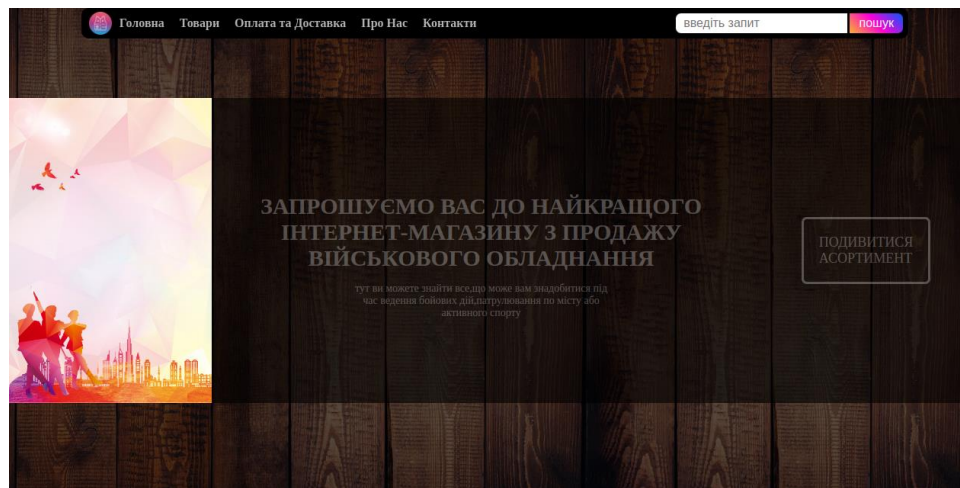 Головна Товари Оплата та Доставка Про Нас Контакти введіть запит пошук
ЗАПРОШУЄМО ВАС ДО НАЙКРАЩОГО
ІНТЕРНЕТ-МАГАЗИНУ З ПРОДАЖУ
ВІЙСЬКОВОГО ОБЛАДНАННЯ
тут ви можете знайти все,що може вам знадобитися під
час ведення бойових дій,патрулювання по місту або
активного спорту
ПОДИВИТИСЯ
АСОРТИМЕНТ